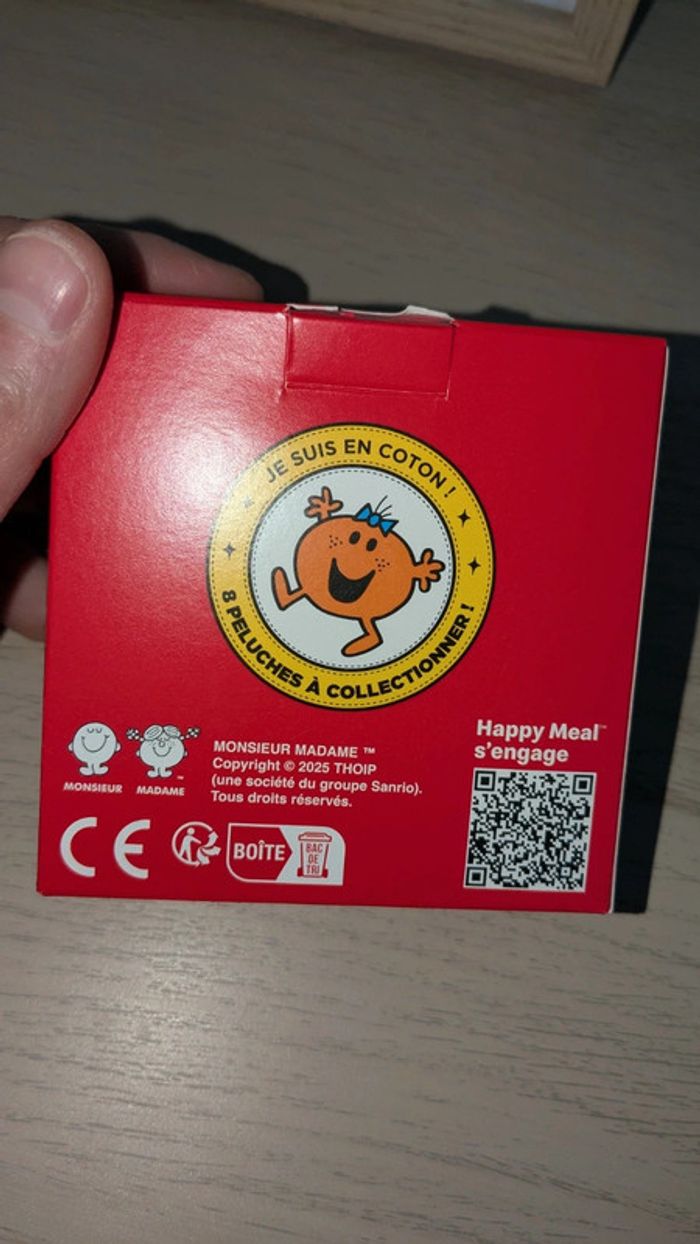 JE SUIS EN COTON !
8 PELUCHES À COLLECTIONNER !
MONSIEUR
MADAME ™
MONSIEUR MADAME ™
Copyright © 2025 THOIP
(une société du groupe Sanrio).
Tous droits réservés.
Happy Meal™
s'engage
CE
BOÎTE
BAC
DE
TRI